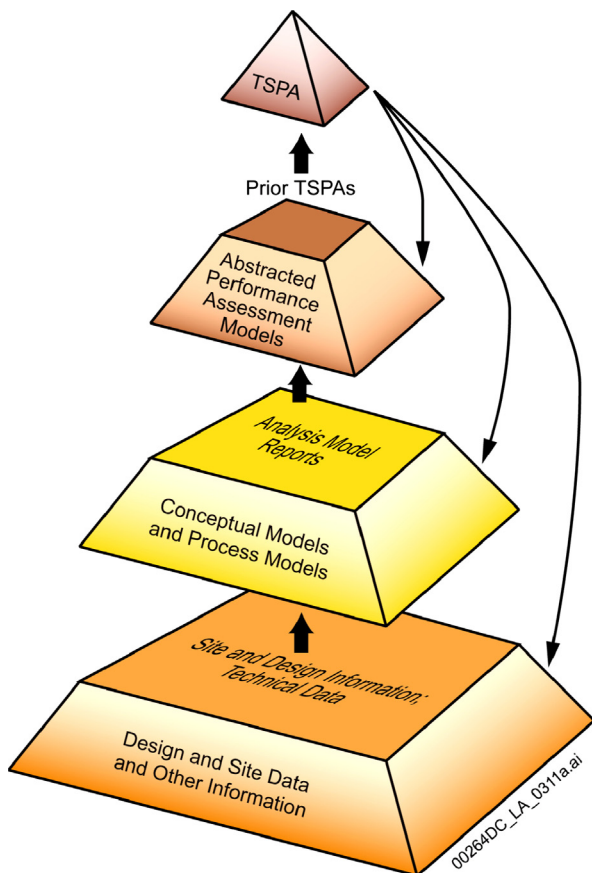 TSPA
Prior TSPAs
Abstracted
Performance
Assessment
Models
Analysis Model
Reports
Conceptual Models
and Process Models
Site and Design Information;
Technical Data
Design and Site Data
and Other Information
00264DC_LA_0311a.ai